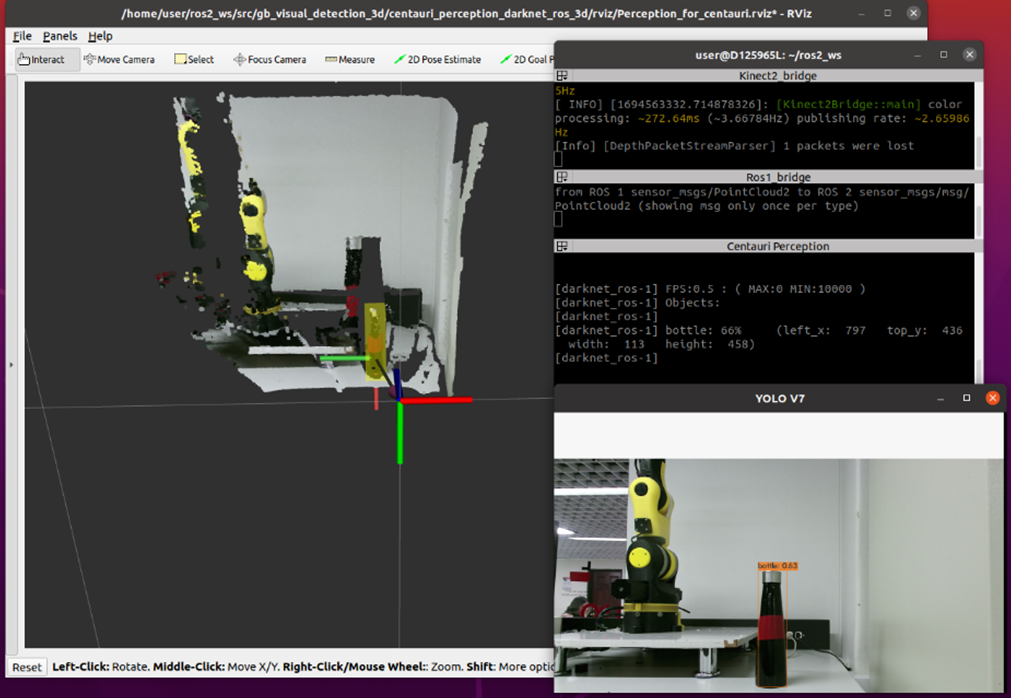 /home/user/ros2_ws/src/gb_visual_detection_3d/centauri_perception_darknet_ros_3d/rviz/Perception_for_centauri.rviz* - RViz
File Panels Help
Interact Move Camera Select Focus Camera Measure 2D Pose Estimate 2D Goal P
user@D125965L: ~/ros2_ws
Kinect2_bridge
5Hz
[ INFO] [1694563332.714878326]: [Kinect2Bridge::main] color
processing: ~272.64ms (~3.66784Hz) publishing rate: ~2.65986
Hz
[Info] [DepthPacketStreamParser] 1 packets were lost
Ros1_bridge
from ROS 1 sensor_msgs/PointCloud2 to ROS 2 sensor_msgs/msg/
PointCloud2 (showing msg only once per type)
Centauri Perception
[darknet_ros-1] FPS:0.5 : ( MAX:0 MIN:10000 )
[darknet_ros-1] Objects:
[darknet_ros-1]
[darknet_ros-1] bottle: 66% (left_x: 797 top_y: 436
width: 113 height: 458)
[darknet_ros-1]
YOLO V7
bottle: 0.63
Reset Left-Click: Rotate. Middle-Click: Move X/Y. Right-Click/Mouse Wheel:: Zoom. Shift: More optio